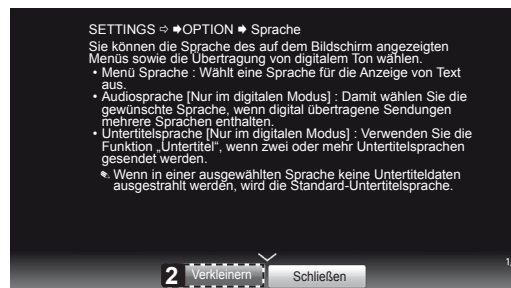 SETTINGS ⇨ ➡OPTION ➡ Sprache
Sie können die Sprache des auf dem Bildschirm angezeigten
Menüs sowie die Übertragung von digitalem Ton wählen.
• Menü Sprache : Wählt eine Sprache für die Anzeige von Text
aus.
• Audiosprache [Nur im digitalen Modus] : Damit wählen Sie die
gewünschte Sprache, wenn digital übertragene Sendungen
mehrere Sprachen enthalten.
• Untertitelsprache [Nur im digitalen Modus] : Verwenden Sie die
Funktion „Untertitel“, wenn zwei oder mehr Untertitelsprachen
gesendet werden.
✎ Wenn in einer ausgewählten Sprache keine Untertiteldaten
ausgestrahlt werden, wird die Standard-Untertitelsprache.
2 Verkleinern Schließen